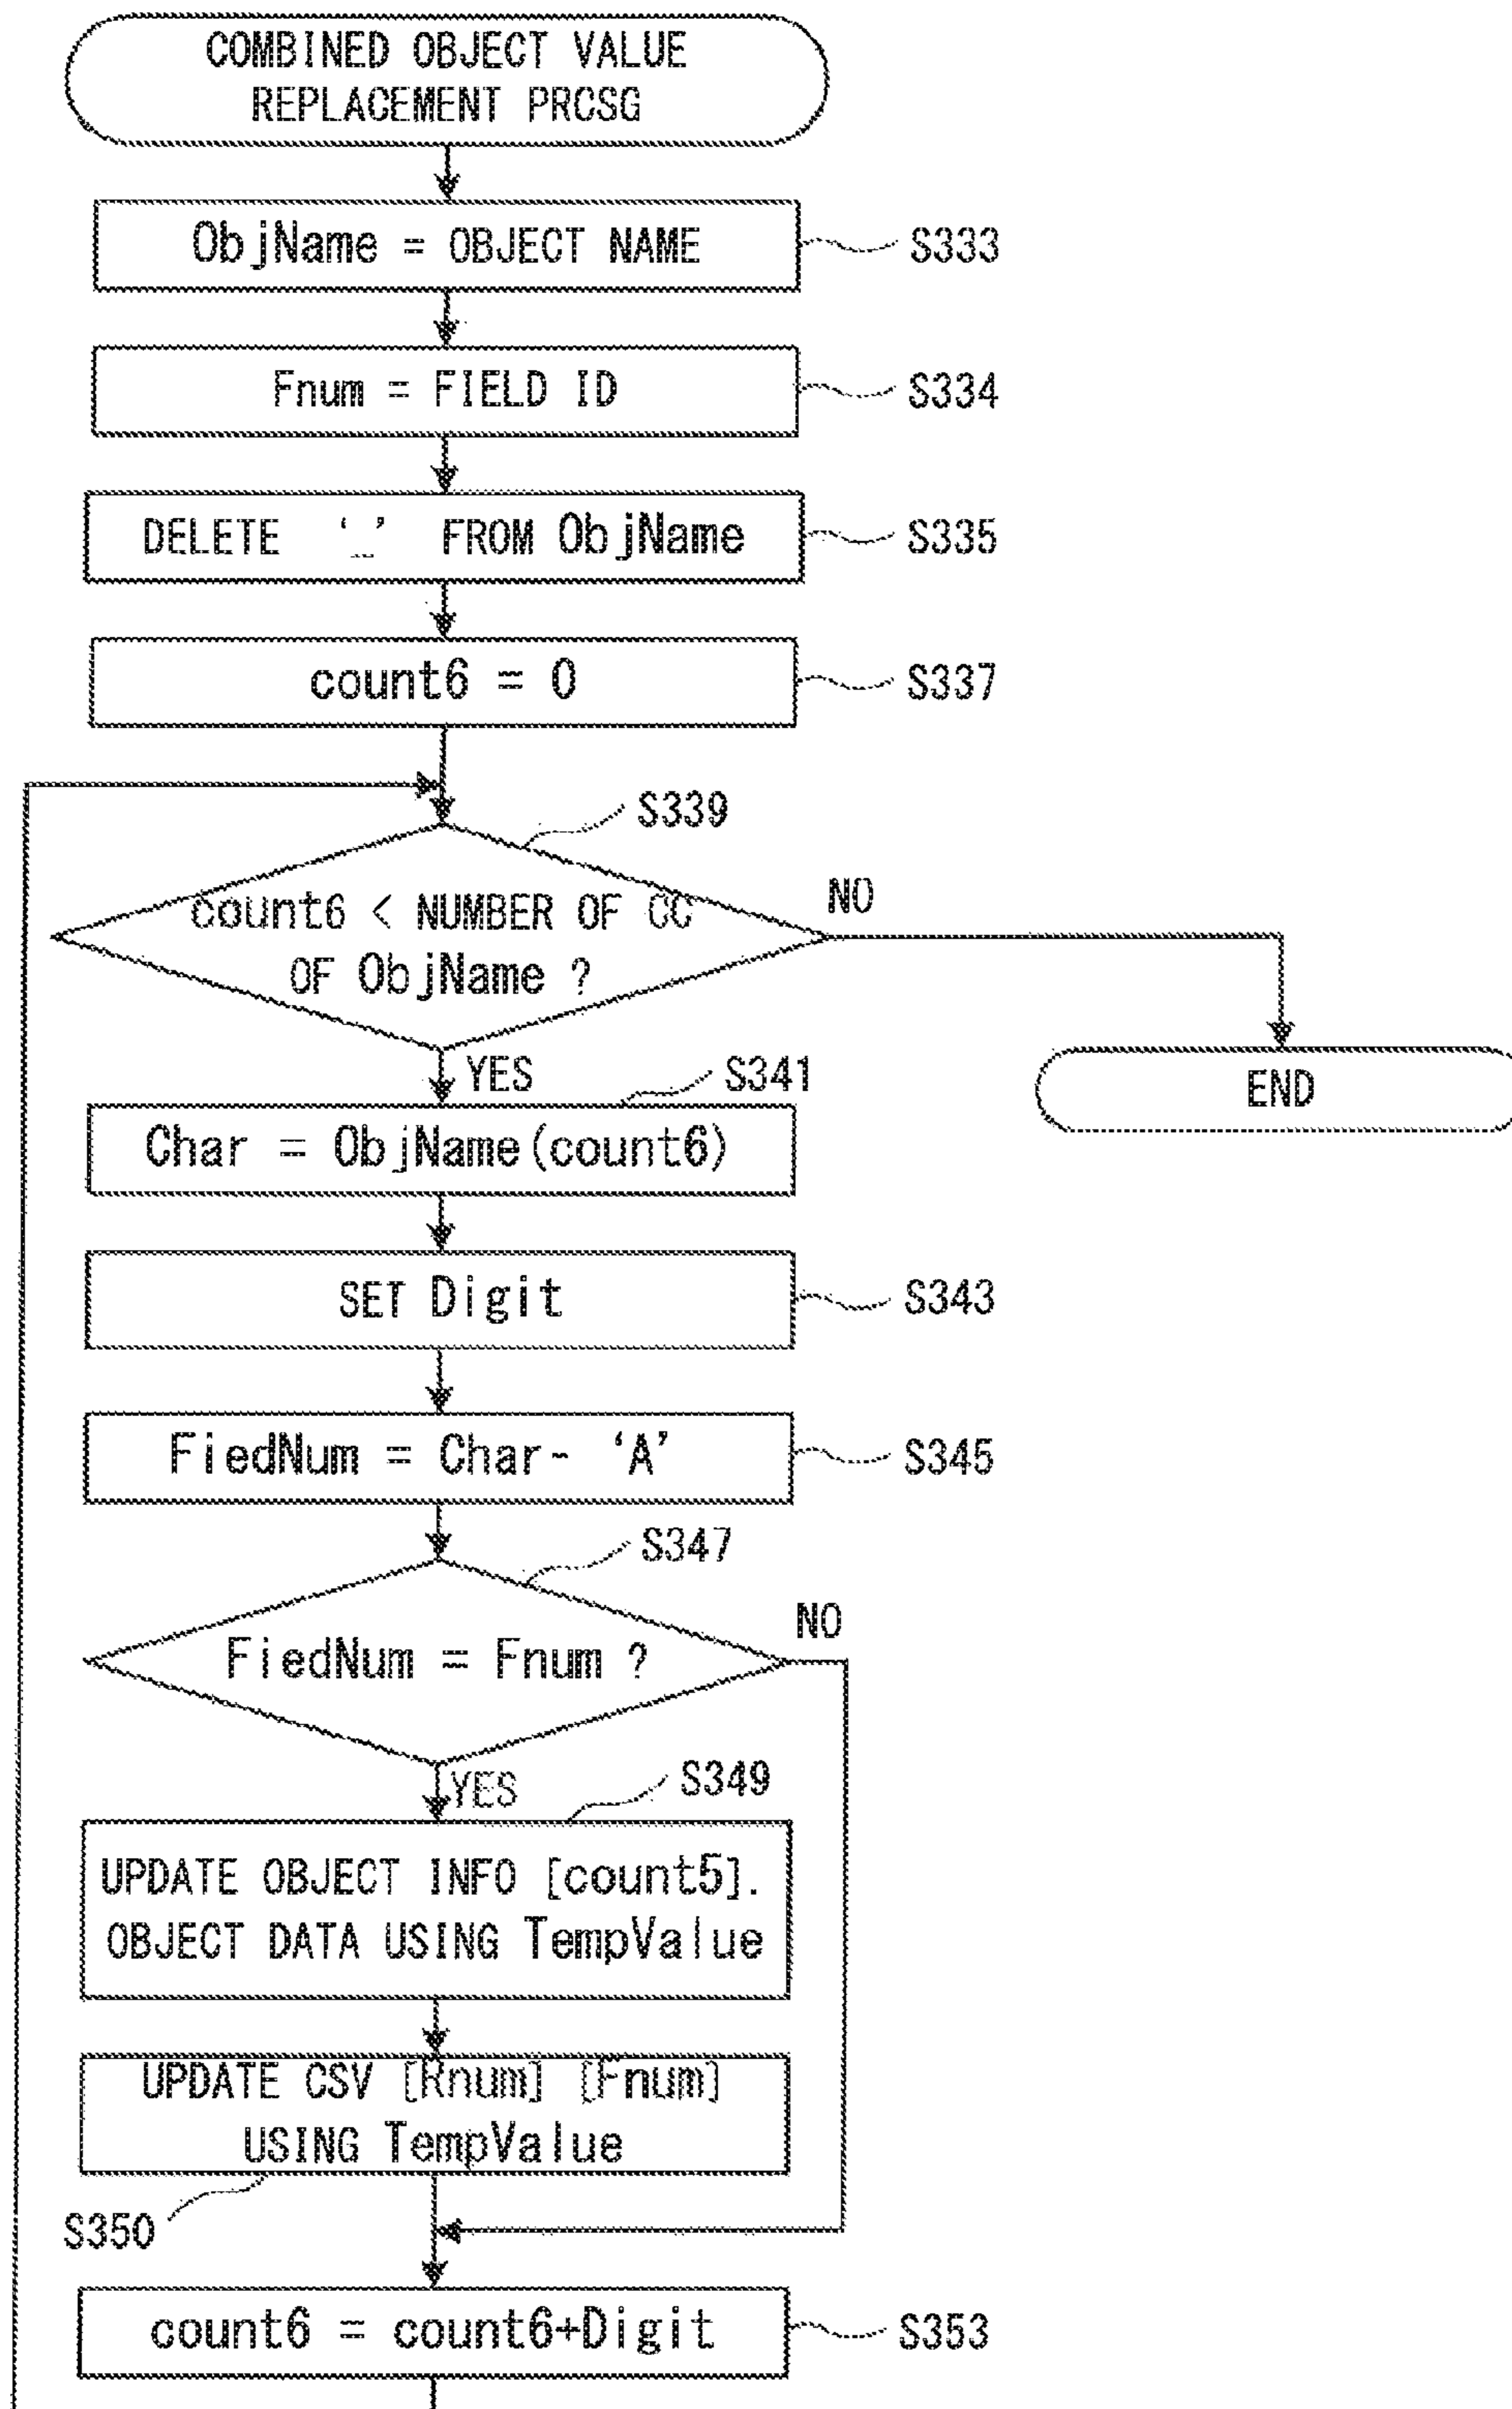 COMBINED OBJECT VALUE
REPLACEMENT PRCSG
ObjName = OBJECT NAME
S333
Fnum = FIELD ID
S334
DELETE '_' FROM ObjName
S335
count6 = 0
S337
S339
count6 < NUMBER OF CC
OF ObjName ?
NO
END
YES
S341
Char = ObjName(count6)
SET Digit
S343
FiedNum = Char- 'A'
S345
S347
FiedNum = Fnum ?
NO
YES
S349
UPDATE OBJECT INFO [count5].
OBJECT DATA USING TempValue
UPDATE CSV [Rnum] [Fnum]
USING TempValue
S350
count6 = count6+Digit
S353